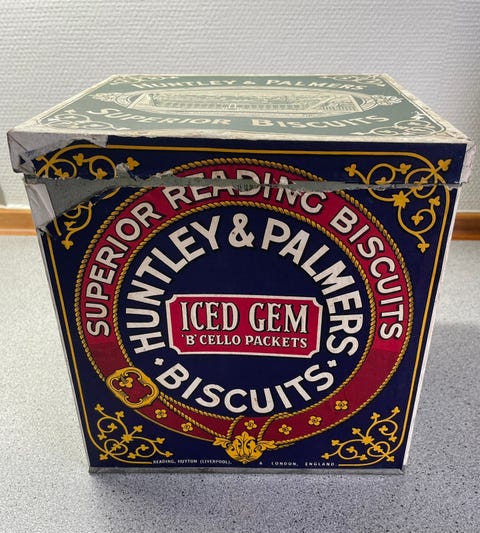 HUNTLEY & PALMERS
SUPERIOR BISCUITS
SUPERIOR READING BISCUITS
HUNTLEY & PALMERS
ICED GEM
'B' CELLO PACKETS
·BISCUITS·
READING, HUYTON (LIVERPOOL), & LONDON, ENGLAND.